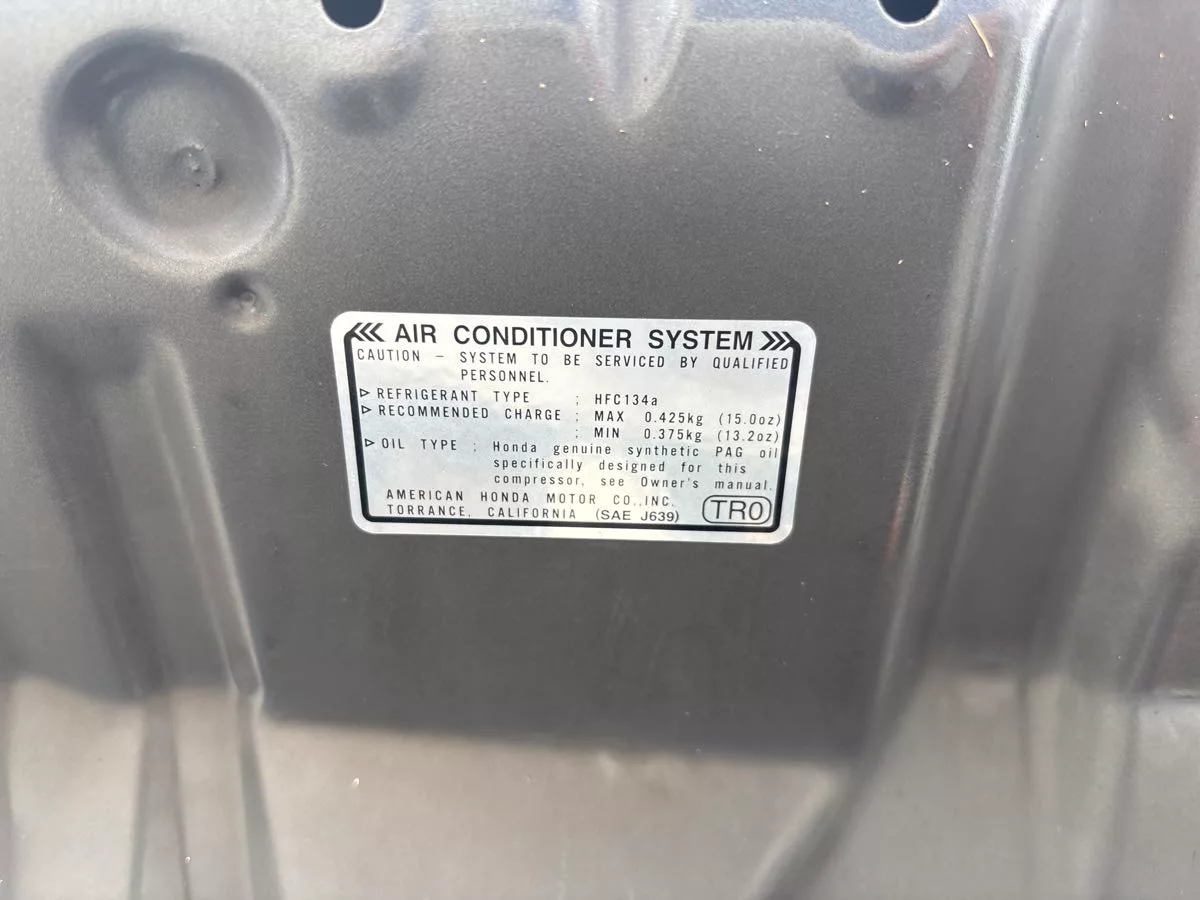 AIR CONDITIONER SYSTEM
CAUTION – SYSTEM TO BE SERVICED BY QUALIFIED
PERSONNEL.
REFRIGERANT TYPE : HFC134a
RECOMMENDED CHARGE : MAX 0.425kg (15.0oz)
: MIN 0.375kg (13.2oz)
OIL TYPE : Honda genuine synthetic PAG oil
specifically designed for this
compressor, see Owner's manual.
AMERICAN HONDA MOTOR CO.,INC.
TORRANCE, CALIFORNIA (SAE J639) TR0